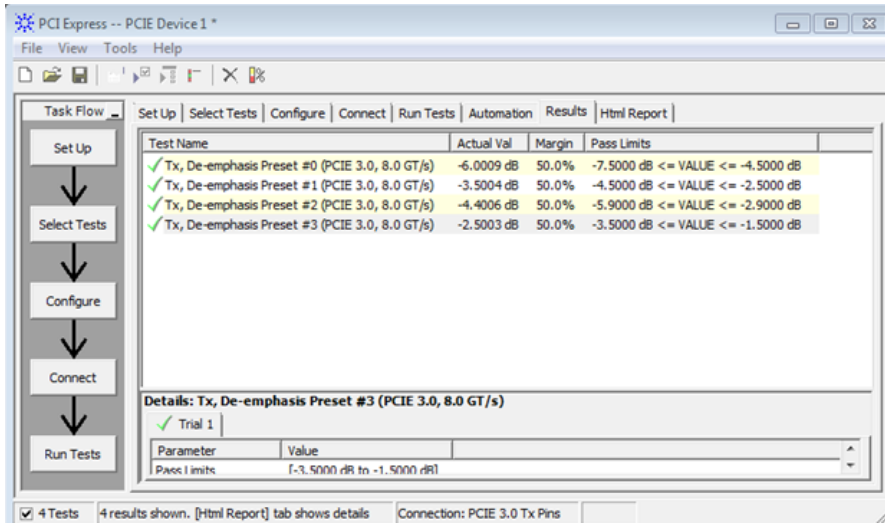 PCI Express -- PCIE Device 1 *
File View Tools Help
Task Flow
Set Up | Select Tests | Configure | Connect | Run Tests | Automation | Results | Html Report
Set Up
Select Tests
Configure
Connect
Run Tests
Test Name Actual Val Margin Pass Limits
Tx, De-emphasis Preset #0 (PCIE 3.0, 8.0 GT/s) -6.0009 dB 50.0% -7.5000 dB <= VALUE <= -4.5000 dB
Tx, De-emphasis Preset #1 (PCIE 3.0, 8.0 GT/s) -3.5004 dB 50.0% -4.5000 dB <= VALUE <= -2.5000 dB
Tx, De-emphasis Preset #2 (PCIE 3.0, 8.0 GT/s) -4.4006 dB 50.0% -5.9000 dB <= VALUE <= -2.9000 dB
Tx, De-emphasis Preset #3 (PCIE 3.0, 8.0 GT/s) -2.5003 dB 50.0% -3.5000 dB <= VALUE <= -1.5000 dB
Details: Tx, De-emphasis Preset #3 (PCIE 3.0, 8.0 GT/s)
Trial 1
Parameter Value
Pass Limits [-3.5000 dB to -1.5000 dB]
4 Tests 4 results shown. [Html Report] tab shows details Connection: PCIE 3.0 Tx Pins